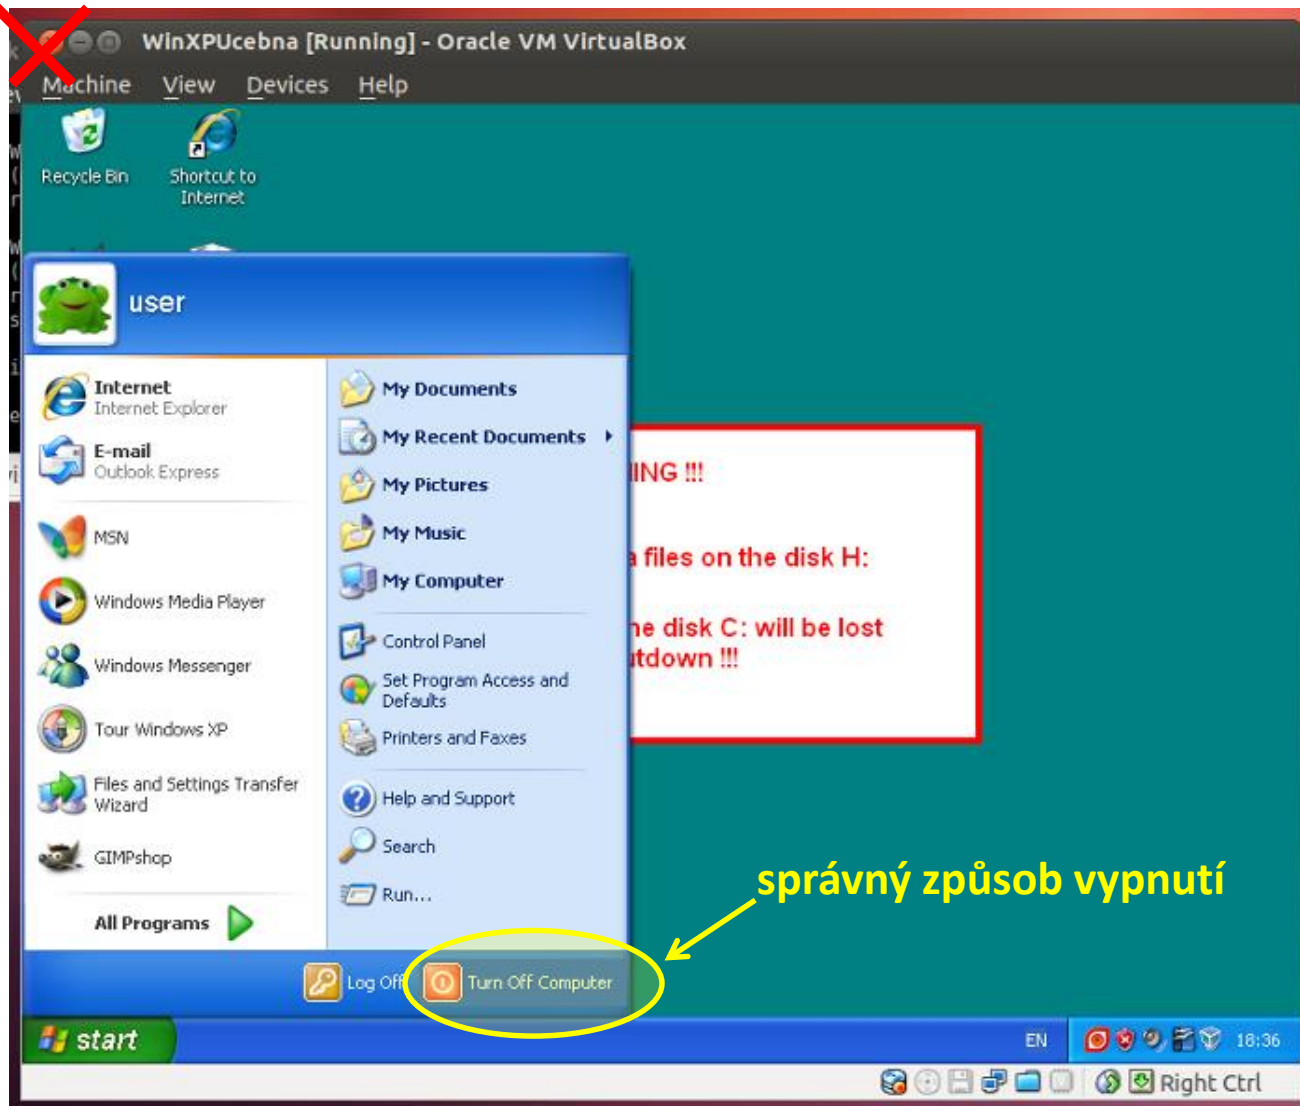 WinXPUcebna [Running] - Oracle VM VirtualBox
Machine View Devices Help
Recycle Bin
Shortcut to
Internet
user
Internet
Internet Explorer
E-mail
Outlook Express
MSN
Windows Media Player
Windows Messenger
Tour Windows XP
Files and Settings Transfer
Wizard
GIMPshop
All Programs
My Documents
My Recent Documents
My Pictures
My Music
My Computer
Control Panel
Set Program Access and
Defaults
Printers and Faxes
Help and Support
Search
Run...
ING !!!
files on the disk H:
disk C: will be lost
tdown !!!
správný způsob vypnutí
Log Off
Turn Off Computer
start
EN
18:36
Right Ctrl